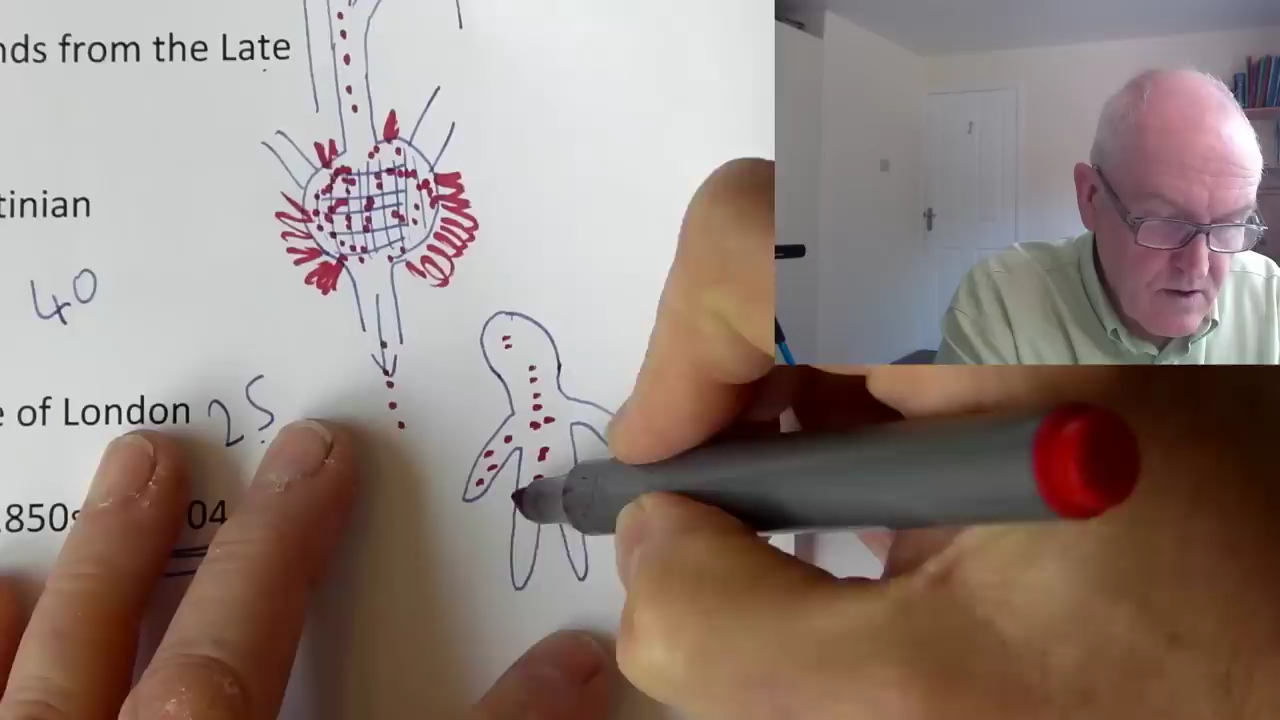 nds from the Late
tinian
40
e of London 25
850s 04